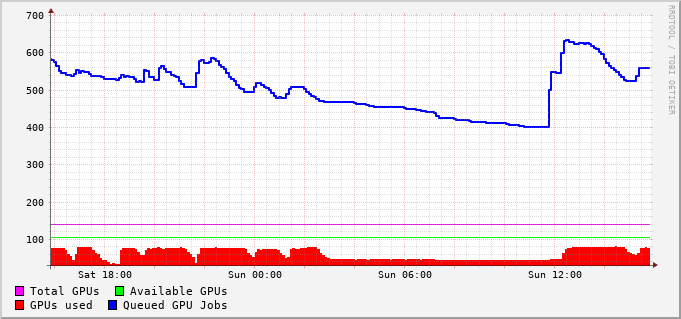 700
600
500
400
300
200
100
Sat 18:00 Sun 00:00 Sun 06:00 Sun 12:00
Total GPUs Available GPUs
GPUs used Queued GPU Jobs
RRDTOOL / TOBI OETIKER